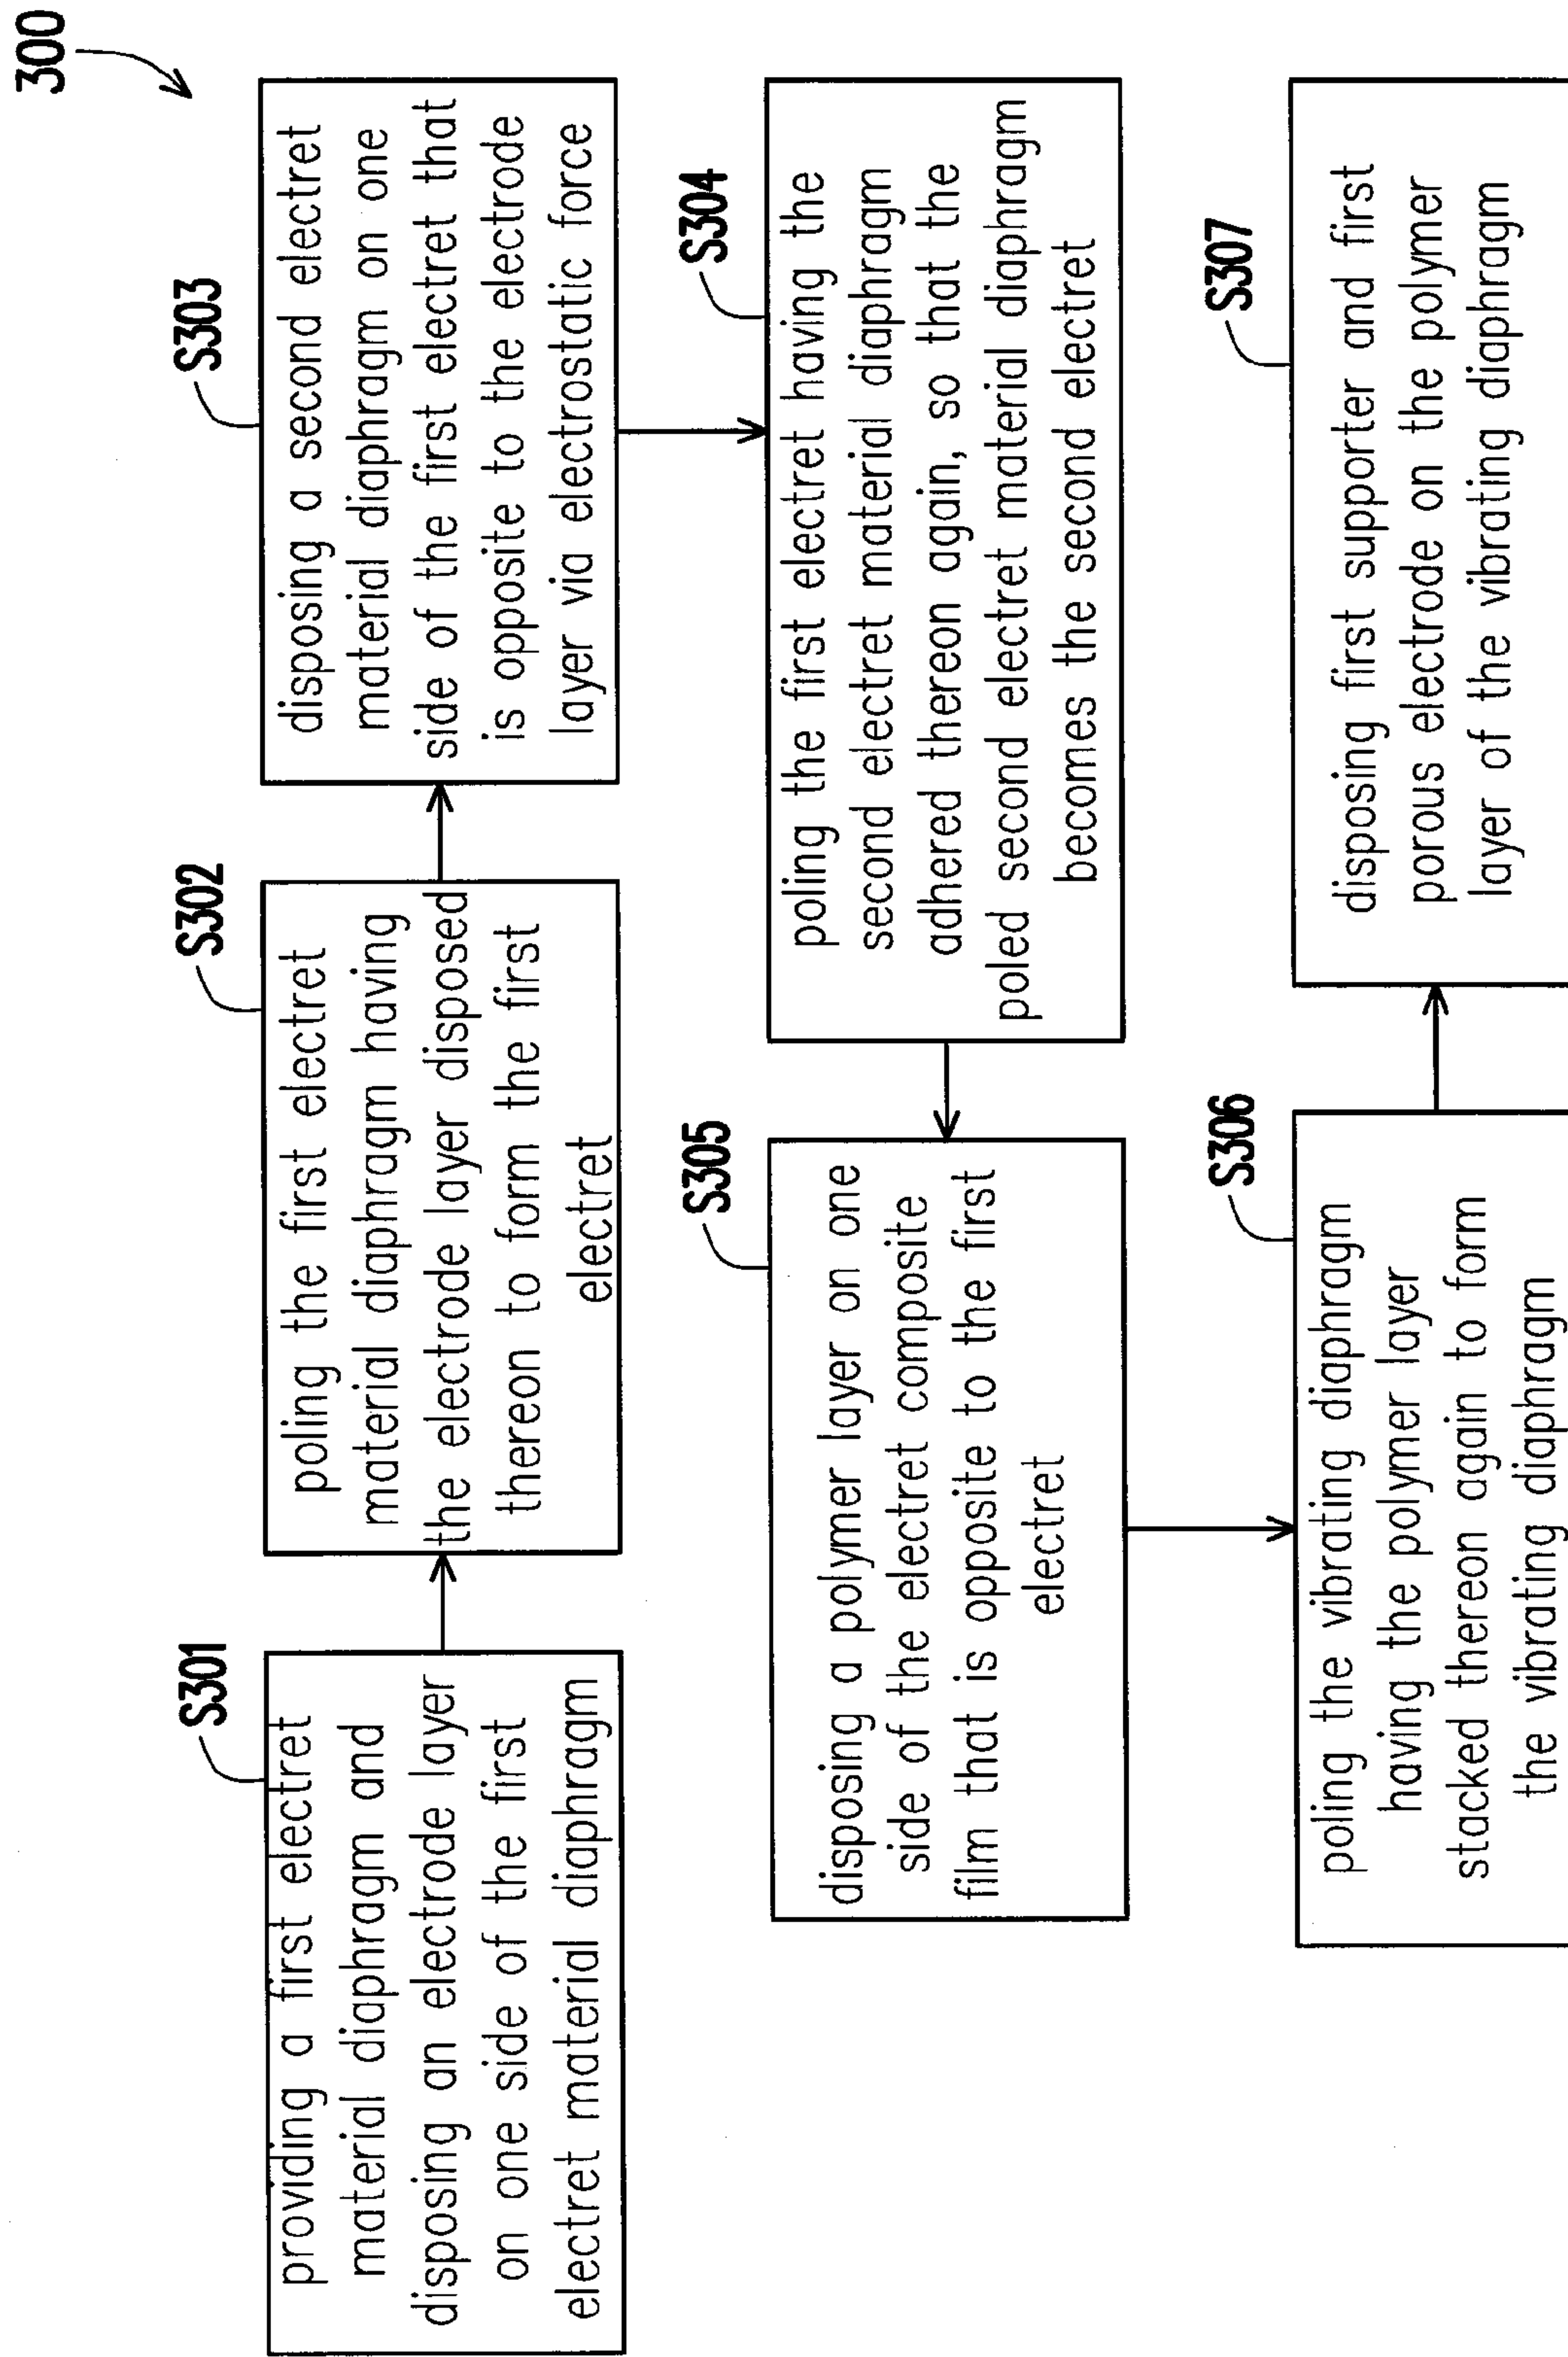 300
S301
providing a first electret
material diaphragm and
disposing an electrode layer
on one side of the first
electret material diaphragm
S302
poling the first electret
material diaphragm having
the electrode layer disposed
thereon to form the first
electret
S303
disposing a second electret
material diaphragm on one
side of the first electret that
is opposite to the electrode
layer via electrostatic force
S304
poling the first electret having the
second electret material diaphragm
adhered thereon again, so that the
poled second electret material diaphragm
becomes the second electret
S305
disposing a polymer layer on one
side of the electret composite
film that is opposite to the first
electret
S306
poling the vibrating diaphragm
having the polymer layer
stacked thereon again to form
the vibrating diaphragm
S307
disposing first supporter and first
porous electrode on the polymer
layer of the vibrating diaphragm